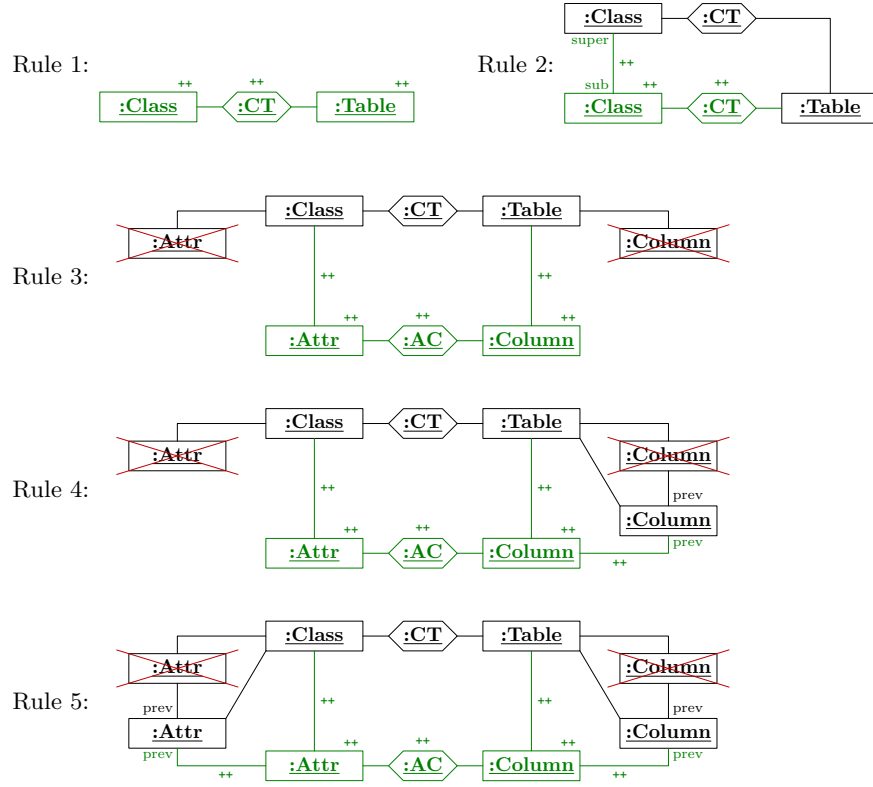 :Class :CT
super
++
Rule 1: Rule 2:
++ ++ ++ sub ++ ++
:Class :CT :Table :Class :CT :Table
:Class :CT :Table
:Attr :Column
Rule 3: ++ ++
++ ++ ++
:Attr :AC :Column
:Class :CT :Table
:Attr :Column
Rule 4: ++ ++ prev
:Column
++ ++ ++ prev
:Attr :AC :Column
++
:Class :CT :Table
:Attr :Column
Rule 5: prev ++ ++ prev
:Attr :Column
prev ++ ++ ++ prev
:Attr :AC :Column
++ ++